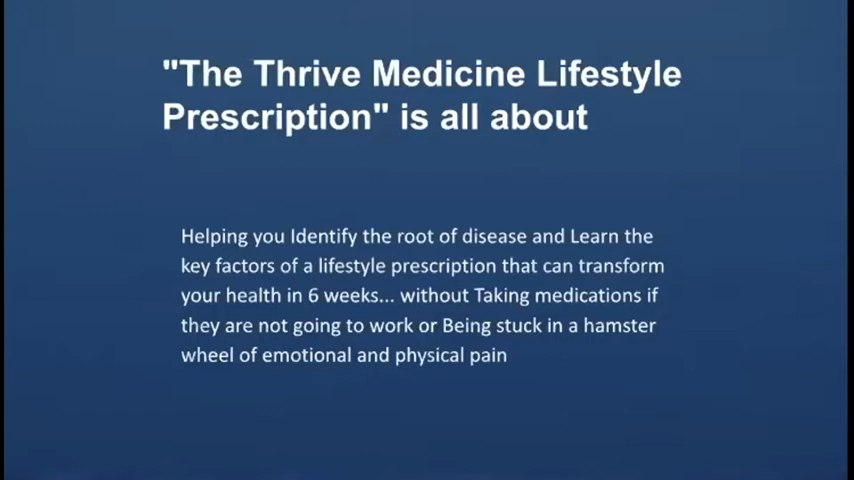 "The Thrive Medicine Lifestyle
Prescription" is all about
Helping you Identify the root of disease and Learn the
key factors of a lifestyle prescription that can transform
your health in 6 weeks... without Taking medications if
they are not going to work or Being stuck in a hamster
wheel of emotional and physical pain